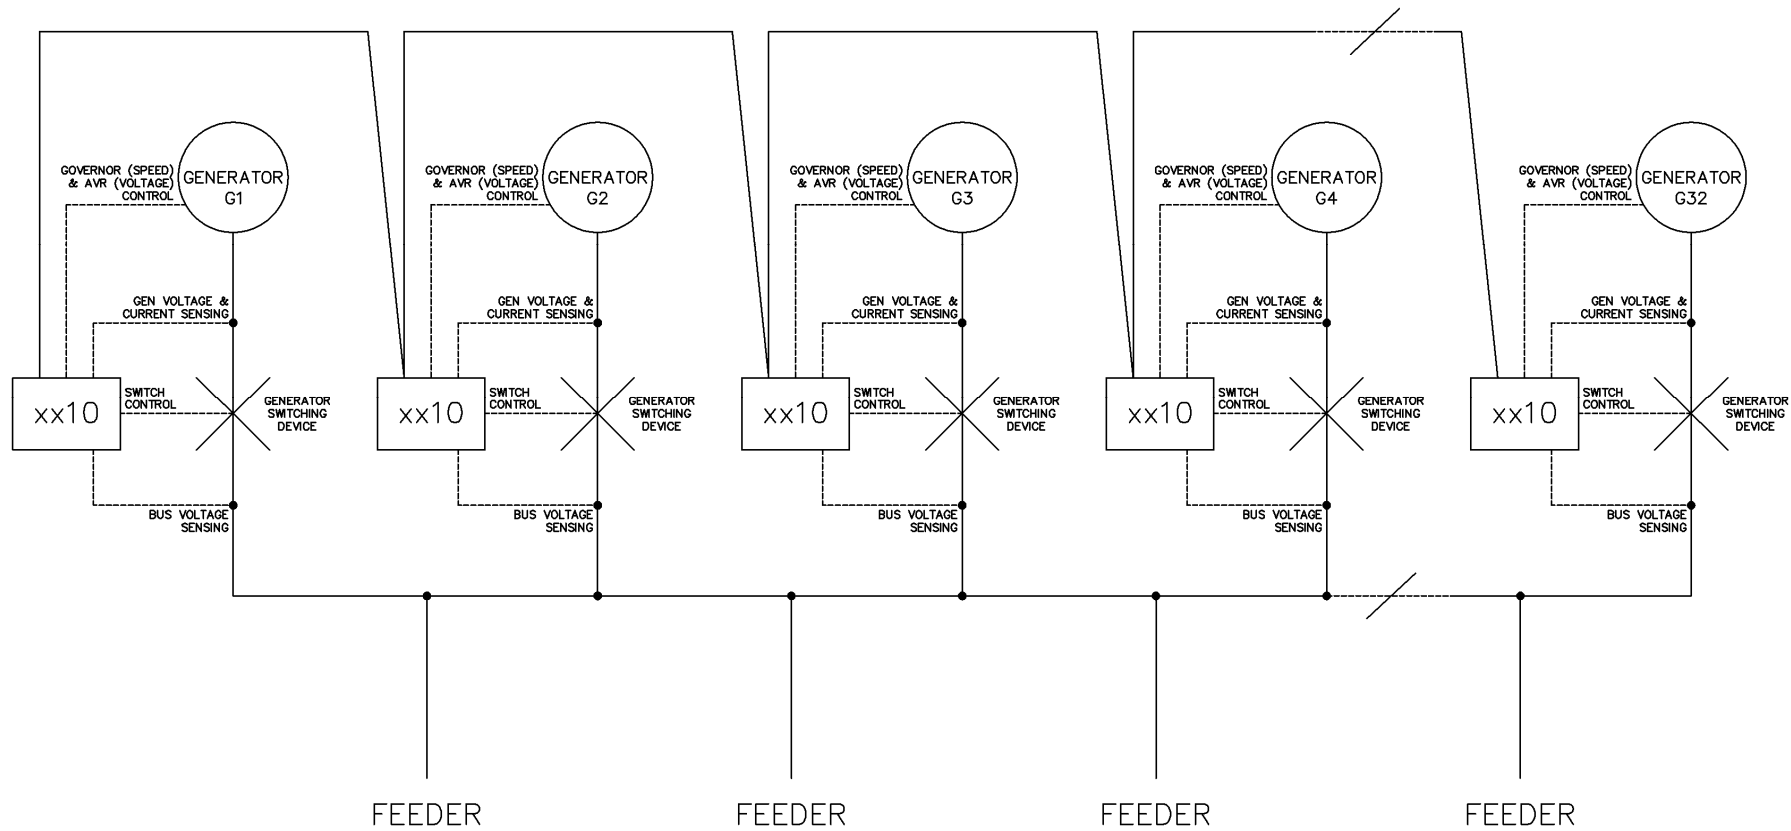 GOVERNOR (SPEED)
& AVR (VOLTAGE)
CONTROL
GENERATOR
G1
GOVERNOR (SPEED)
& AVR (VOLTAGE)
CONTROL
GENERATOR
G2
GOVERNOR (SPEED)
& AVR (VOLTAGE)
CONTROL
GENERATOR
G3
GOVERNOR (SPEED)
& AVR (VOLTAGE)
CONTROL
GENERATOR
G4
GOVERNOR (SPEED)
& AVR (VOLTAGE)
CONTROL
GENERATOR
G32
GEN VOLTAGE &
CURRENT SENSING
GEN VOLTAGE &
CURRENT SENSING
GEN VOLTAGE &
CURRENT SENSING
GEN VOLTAGE &
CURRENT SENSING
GEN VOLTAGE &
CURRENT SENSING
xx10
SWITCH
CONTROL
GENERATOR
SWITCHING
DEVICE
xx10
SWITCH
CONTROL
GENERATOR
SWITCHING
DEVICE
xx10
SWITCH
CONTROL
GENERATOR
SWITCHING
DEVICE
xx10
SWITCH
CONTROL
GENERATOR
SWITCHING
DEVICE
xx10
SWITCH
CONTROL
GENERATOR
SWITCHING
DEVICE
BUS VOLTAGE
SENSING
BUS VOLTAGE
SENSING
BUS VOLTAGE
SENSING
BUS VOLTAGE
SENSING
BUS VOLTAGE
SENSING
FEEDER
FEEDER
FEEDER
FEEDER